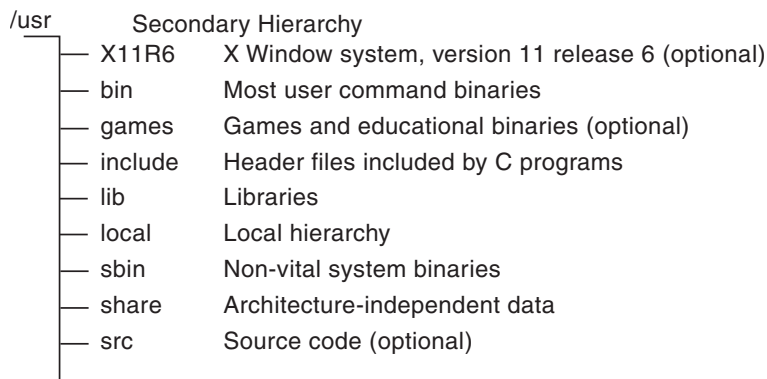 /usr Secondary Hierarchy
X11R6 X Window system, version 11 release 6 (optional)
bin Most user command binaries
games Games and educational binaries (optional)
include Header files included by C programs
lib Libraries
local Local hierarchy
sbin Non-vital system binaries
share Architecture-independent data
src Source code (optional)